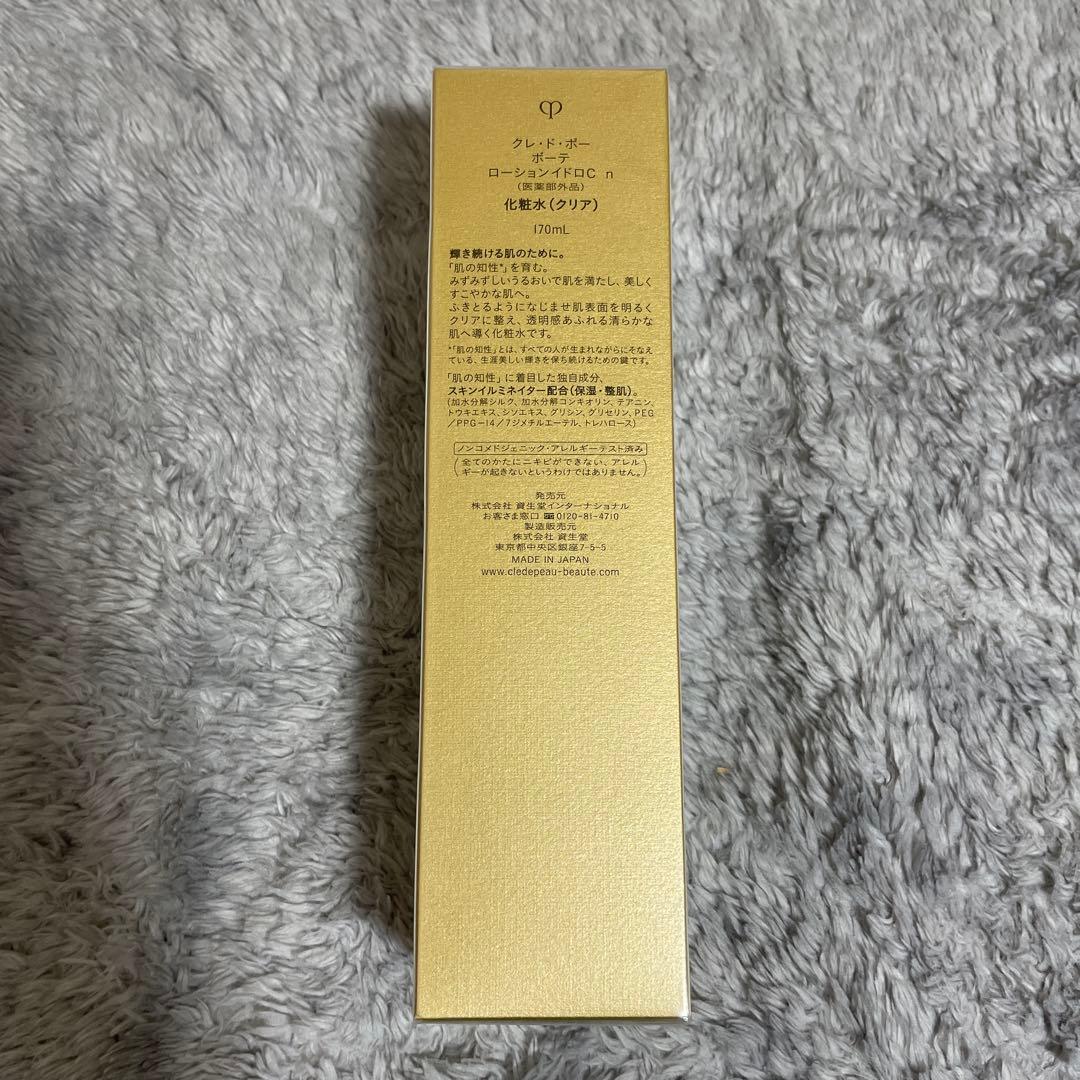 クレ・ド・ポー
ボーテ
ローションイドロC n
(医薬部外品)
化粧水(クリア)
170mL
輝き続ける肌のために。
「肌の知性*」を育む。
みずみずしいうるおいで肌を満たし、美しく
すこやかな肌へ。
ふきとるようになじませ肌表面を明るく
クリアに整え、透明感あふれる清らかな
肌へ導く化粧水です。
*「肌の知性」とは、すべての人が生まれながらにそなえ
ている、生涯美しい輝きを保ち続けるための鍵です。
「肌の知性」に着目した独自成分、
スキンイルミネイター配合(保湿・整肌)。
(加水分解シルク、加水分解コンキオリン、テアニン、
トウキエキス、シソエキス、グリシン、グリセリン、PEG
/PPG-14/7ジメチルエーテル、トレハロース)
ノンコメドジェニック・アレルギーテスト済み
(全てのかたにニキビができない、アレル
ギーが起きないというわけではありません。)
発売元
株式会社 資生堂インターナショナル
お客さま窓口 0120-81-4710
製造販売元
株式会社 資生堂
東京都中央区銀座7-5-5
MADE IN JAPAN
www.cledepeau-beaute.com